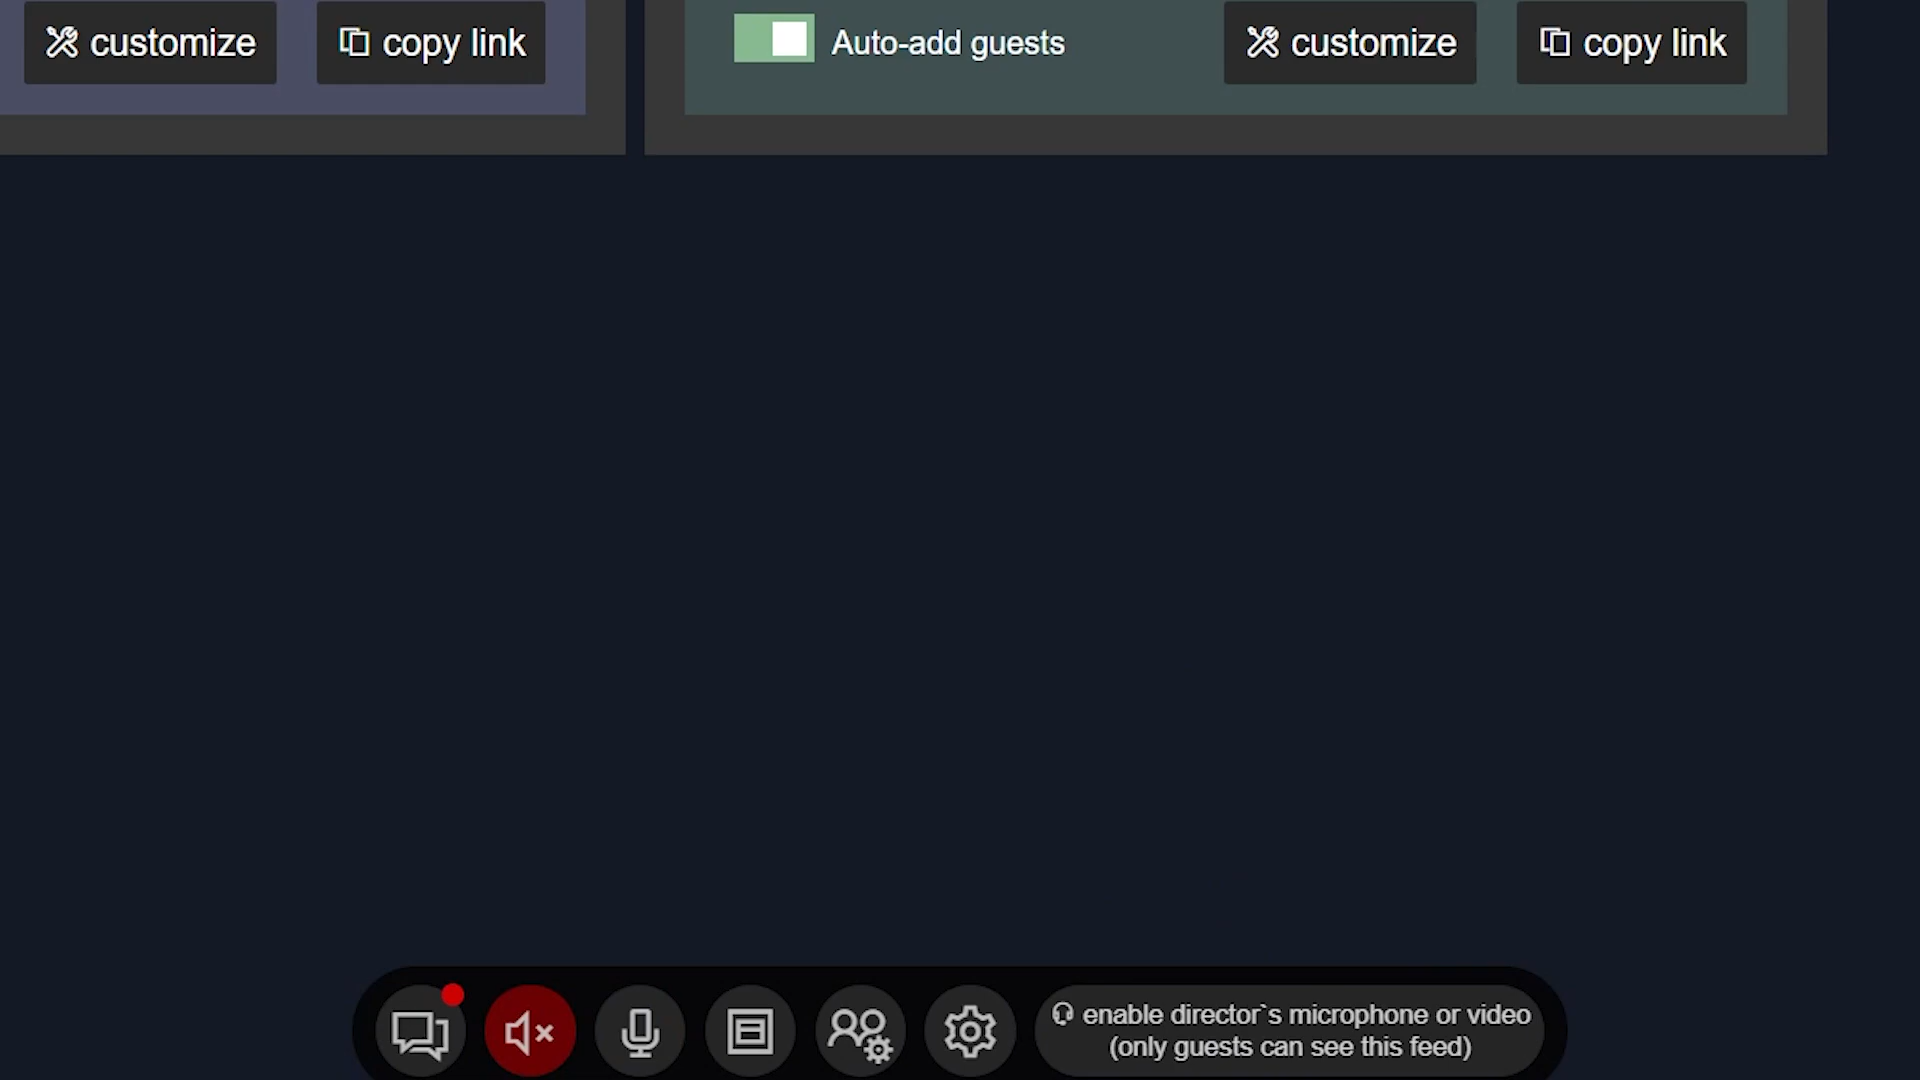 customize
copy link
Auto-add guests
customize
copy link
enable director`s microphone or video
(only guests can see this feed)